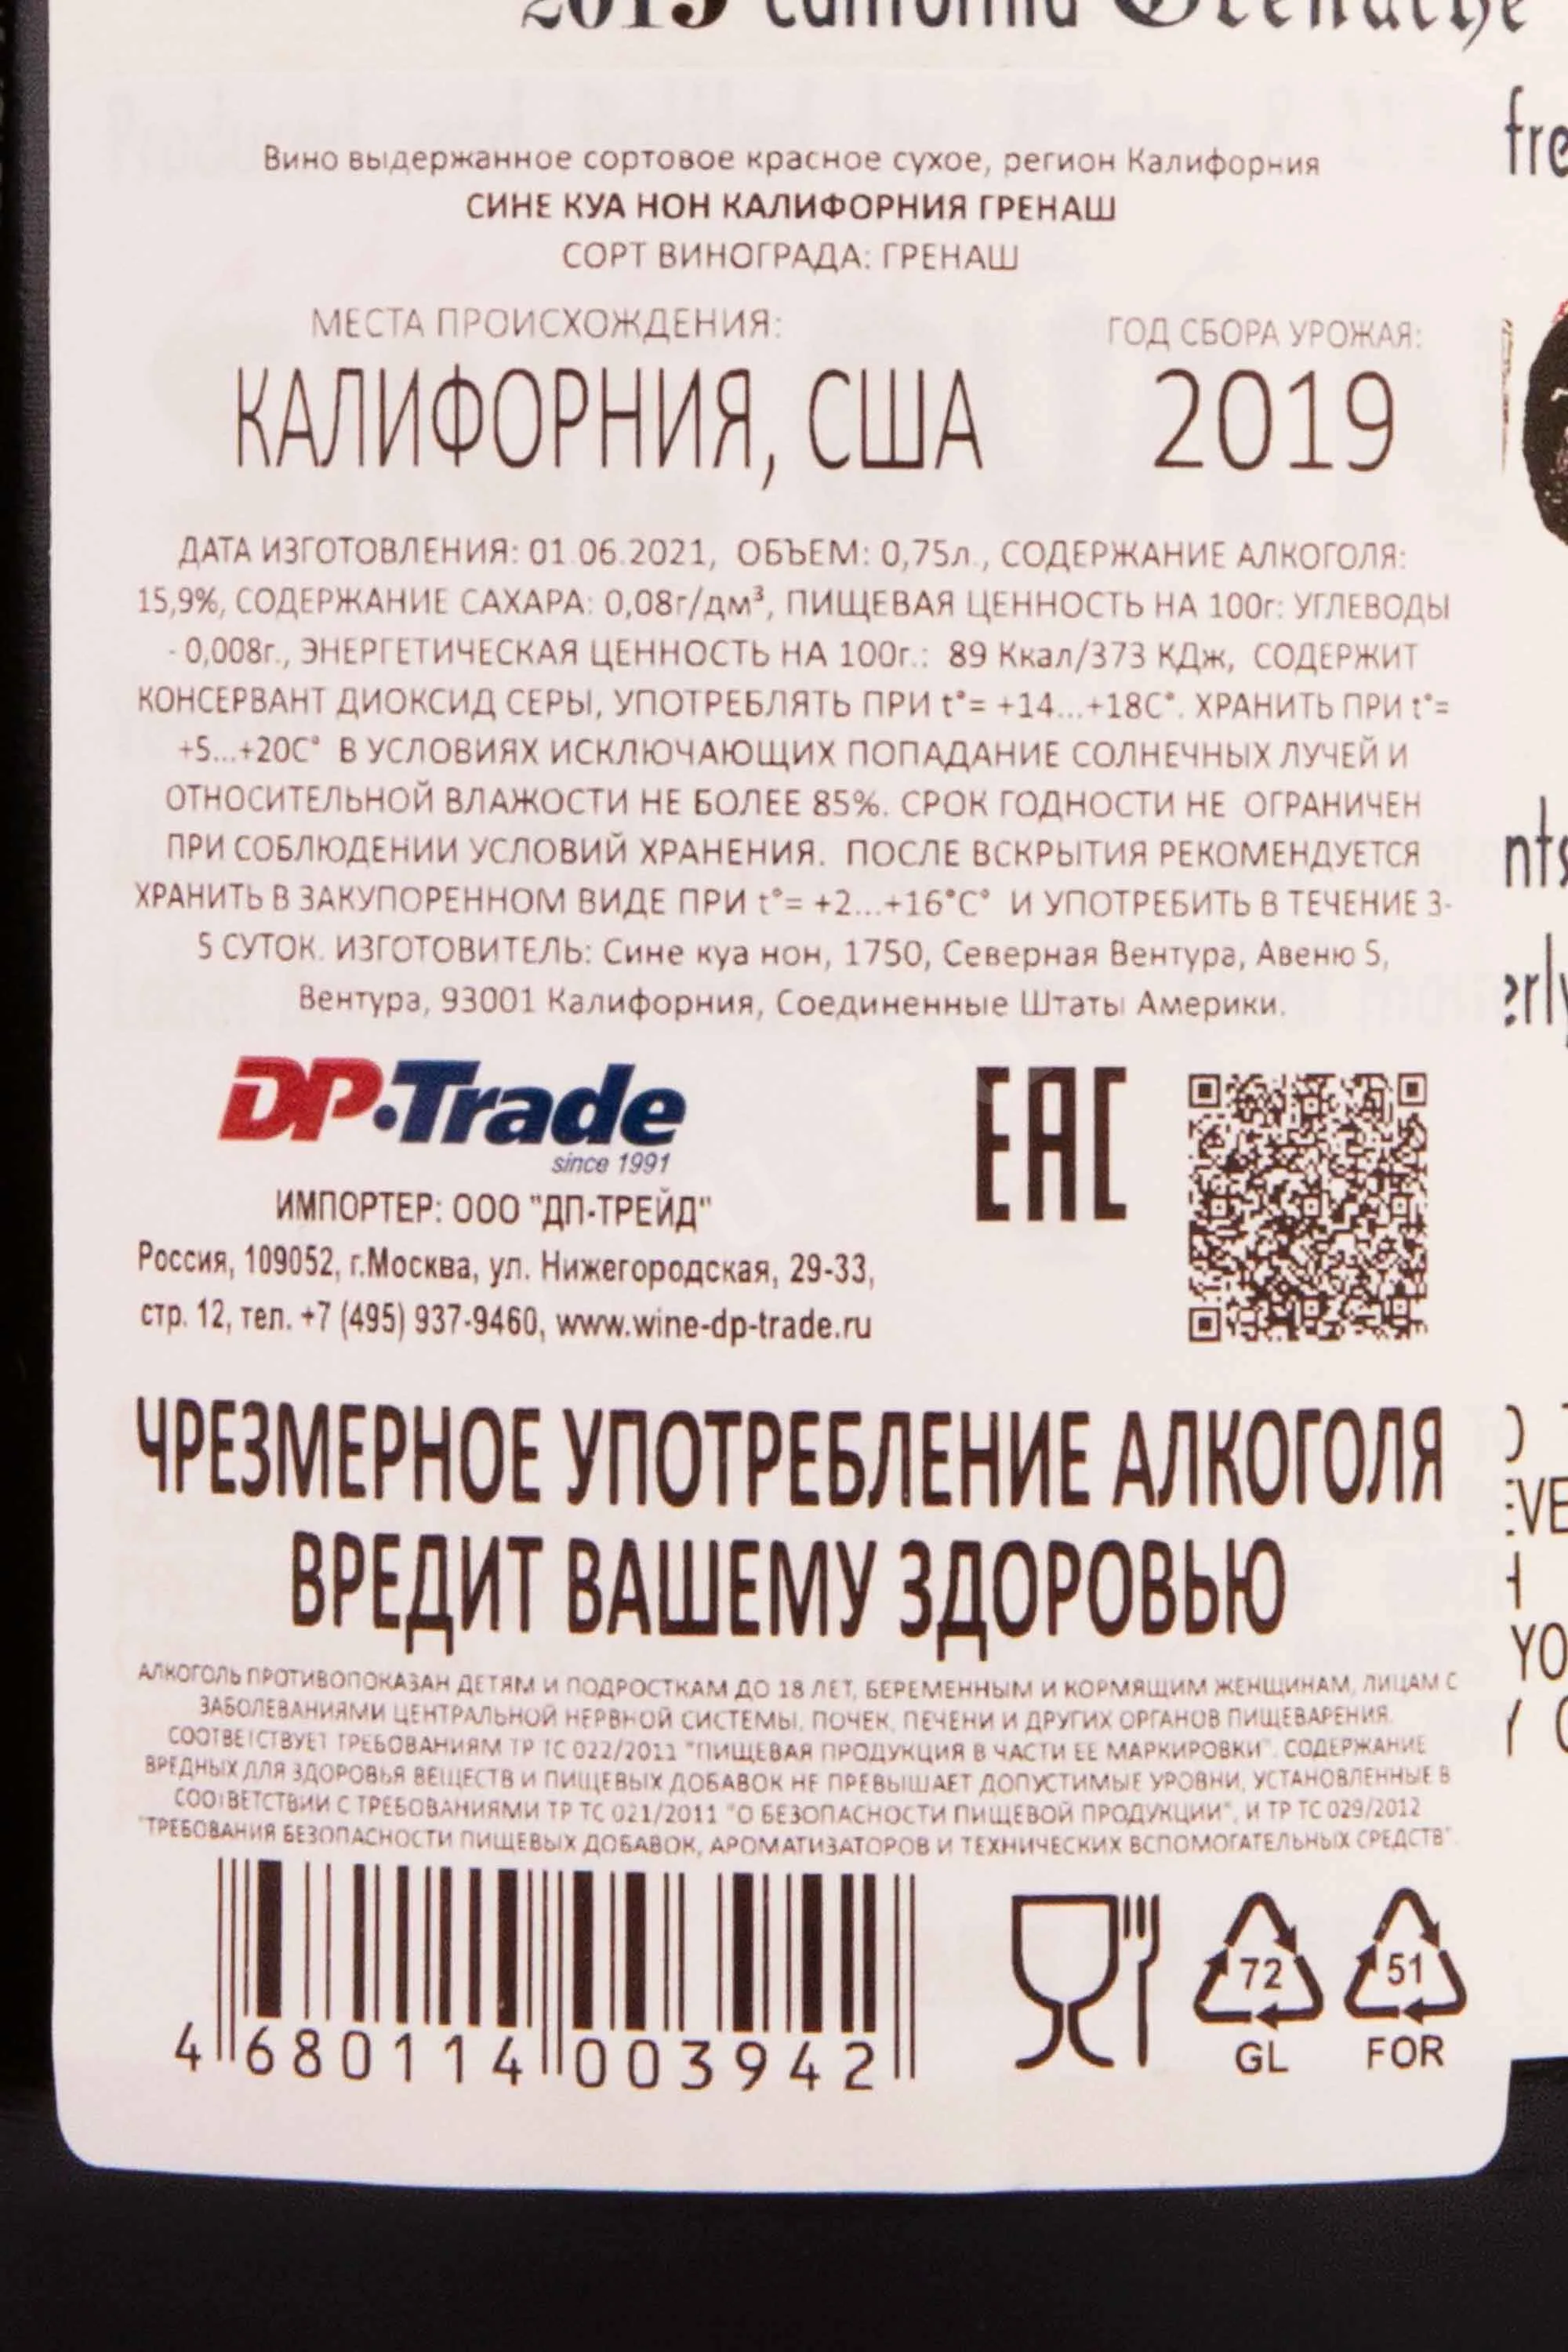 2019 California Grenache
Вино выдержанное сортовое красное сухое, регион Калифорния
СИНЕ КУА НОН КАЛИФОРНИЯ ГРЕНАШ
СОРТ ВИНОГРАДА: ГРЕНАШ
МЕСТА ПРОИСХОЖДЕНИЯ:
КАЛИФОРНИЯ, США
ГОД СБОРА УРОЖАЯ:
2019
ДАТА ИЗГОТОВЛЕНИЯ: 01.06.2021, ОБЪЕМ: 0,75л., СОДЕРЖАНИЕ АЛКОГОЛЯ:
15,9%, СОДЕРЖАНИЕ САХАРА: 0,08г/дм³, ПИЩЕВАЯ ЦЕННОСТЬ НА 100г: УГЛЕВОДЫ
- 0,008г., ЭНЕРГЕТИЧЕСКАЯ ЦЕННОСТЬ НА 100г.: 89 Ккал/373 КДж, СОДЕРЖИТ
КОНСЕРВАНТ ДИОКСИД СЕРЫ, УПОТРЕБЛЯТЬ ПРИ t°= +14...+18С°. ХРАНИТЬ ПРИ t°=
+5...+20С° В УСЛОВИЯХ ИСКЛЮЧАЮЩИХ ПОПАДАНИЕ СОЛНЕЧНЫХ ЛУЧЕЙ И
ОТНОСИТЕЛЬНОЙ ВЛАЖОСТИ НЕ БОЛЕЕ 85%. СРОК ГОДНОСТИ НЕ ОГРАНИЧЕН
ПРИ СОБЛЮДЕНИИ УСЛОВИЙ ХРАНЕНИЯ. ПОСЛЕ ВСКРЫТИЯ РЕКОМЕНДУЕТСЯ
ХРАНИТЬ В ЗАКУПОРЕННОМ ВИДЕ ПРИ t°= +2...+16°С° И УПОТРЕБИТЬ В ТЕЧЕНИЕ 3-
5 СУТОК. ИЗГОТОВИТЕЛЬ: Сине куа нон, 1750, Северная Вентура, Авеню 5,
Вентура, 93001 Калифорния, Соединенные Штаты Америки.
DP.Trade
since 1991
EAC
ИМПОРТЕР: ООО "ДП-ТРЕЙД"
Россия, 109052, г.Москва, ул. Нижегородская, 29-33,
стр. 12, тел. +7 (495) 937-9460, www.wine-dp-trade.ru
ЧРЕЗМЕРНОЕ УПОТРЕБЛЕНИЕ АЛКОГОЛЯ
ВРЕДИТ ВАШЕМУ ЗДОРОВЬЮ
АЛКОГОЛЬ ПРОТИВОПОКАЗАН ДЕТЯМ И ПОДРОСТКАМ ДО 18 ЛЕТ, БЕРЕМЕННЫМ И КОРМЯЩИМ ЖЕНЩИНАМ, ЛИЦАМ С
ЗАБОЛЕВАНИЯМИ ЦЕНТРАЛЬНОЙ НЕРВНОЙ СИСТЕМЫ, ПОЧЕК, ПЕЧЕНИ И ДРУГИХ ОРГАНОВ ПИЩЕВАРЕНИЯ.
СООТВЕТСТВУЕТ ТРЕБОВАНИЯМ ТР ТС 022/2011 "ПИЩЕВАЯ ПРОДУКЦИЯ В ЧАСТИ ЕЕ МАРКИРОВКИ". СОДЕРЖАНИЕ
ВРЕДНЫХ ДЛЯ ЗДОРОВЬЯ ВЕЩЕСТВ И ПИЩЕВЫХ ДОБАВОК НЕ ПРЕВЫШАЕТ ДОПУСТИМЫЕ УРОВНИ, УСТАНОВЛЕННЫЕ В
СООТВЕТСТВИИ С ТРЕБОВАНИЯМИ ТР ТС 021/2011 "О БЕЗОПАСНОСТИ ПИЩЕВОЙ ПРОДУКЦИИ", И ТР ТС 029/2012
"ТРЕБОВАНИЯ БЕЗОПАСНОСТИ ПИЩЕВЫХ ДОБАВОК, АРОМАТИЗАТОРОВ И ТЕХНИЧЕСКИХ ВСПОМОГАТЕЛЬНЫХ СРЕДСТВ".
4 680114 003942
72
GL
51
FOR